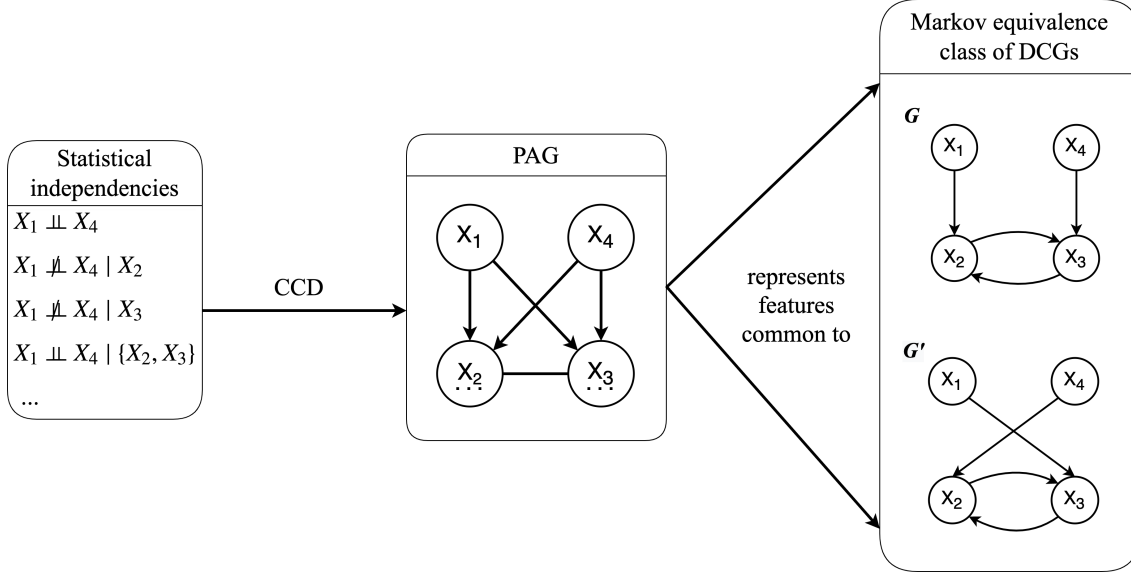 Statistical
independencies
X₁ ⫫ X₄
X₁ ⫫̸ X₄ | X₂
X₁ ⫫̸ X₄ | X₃
X₁ ⫫ X₄ | {X₂, X₃}
...
CCD
PAG
X₁ X₄
X₂ X₃
... ...
represents
features
common to
Markov equivalence
class of DCGs
G
X₁ X₄
X₂ X₃
G'
X₁ X₄
X₂ X₃